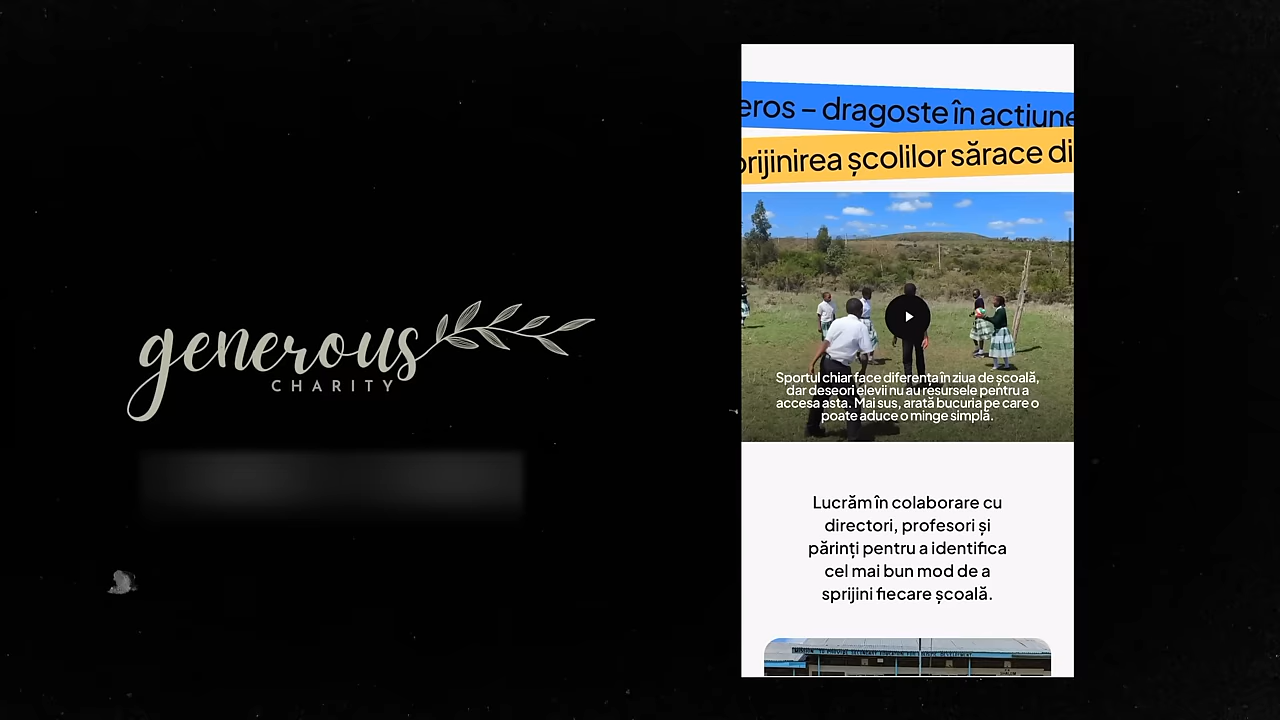 generous
CHARITY
eros – dragoste în acțiune
prijinirea școlilor sărace di
Sportul chiar face diferența în ziua de școală,
dar deseori elevii nu au resursele pentru a
accesa asta. Mai sus, arată bucuria pe care o
poate aduce o minge simplă.
Lucrăm în colaborare cu
directori, profesori și
părinți pentru a identifica
cel mai bun mod de a
sprijini fiecare școală.